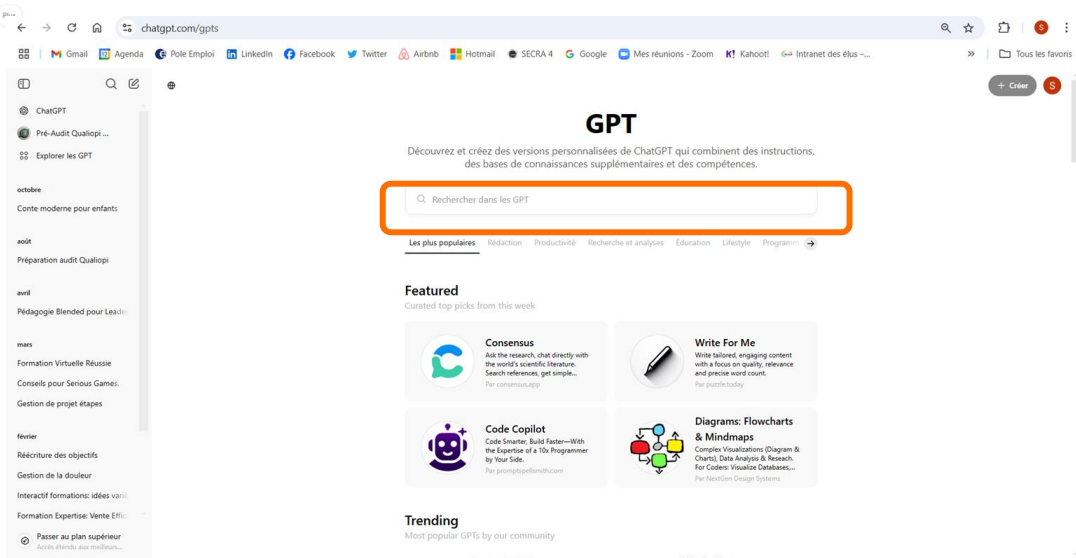 Plus
chatgpt.com/gpts
Gmail Agenda Pole Emploi LinkedIn Facebook Twitter Airbnb Hotmail SECRA 4 Google Mes réunions - Zoom K! Kahoot! Intranet des élus –... » Tous les favoris
ChatGPT
Pré-Audit Qualiopi ...
Explorer les GPT
octobre
Conte moderne pour enfants
août
Préparation audit Qualiopi
avril
Pédagogie Blended pour Leade
mars
Formation Virtuelle Réussie
Conseils pour Serious Games.
Gestion de projet étapes
février
Réécriture des objectifs
Gestion de la douleur
Interactif formations: idées vari
Formation Expertise: Vente Effi
Passer au plan supérieur
Accès étendu aux meilleurs...
+ Créer
S
S
GPT
Découvrez et créez des versions personnalisées de ChatGPT qui combinent des instructions,
des bases de connaissances supplémentaires et des compétences.
Rechercher dans les GPT
Les plus populaires Rédaction Productivité Recherche et analyses Éducation Lifestyle Programm
Featured
Curated top picks from this week
Consensus
Ask the research, chat directly with
the world's scientific literature.
Search references, get simple...
Par consensus.app
Write For Me
Write tailored, engaging content
with a focus on quality, relevance
and precise word count.
Par puzzle.today
Code Copilot
Code Smarter, Build Faster—With
the Expertise of a 10x Programmer
by Your Side.
Par promptspellsmith.com
Diagrams: Flowcharts
& Mindmaps
Complex Visualizations (Diagram &
Charts), Data Analysis & Reseach.
For Coders: Visualize Databases,...
Par NextGen Design Systems
Trending
Most popular GPTs by our community